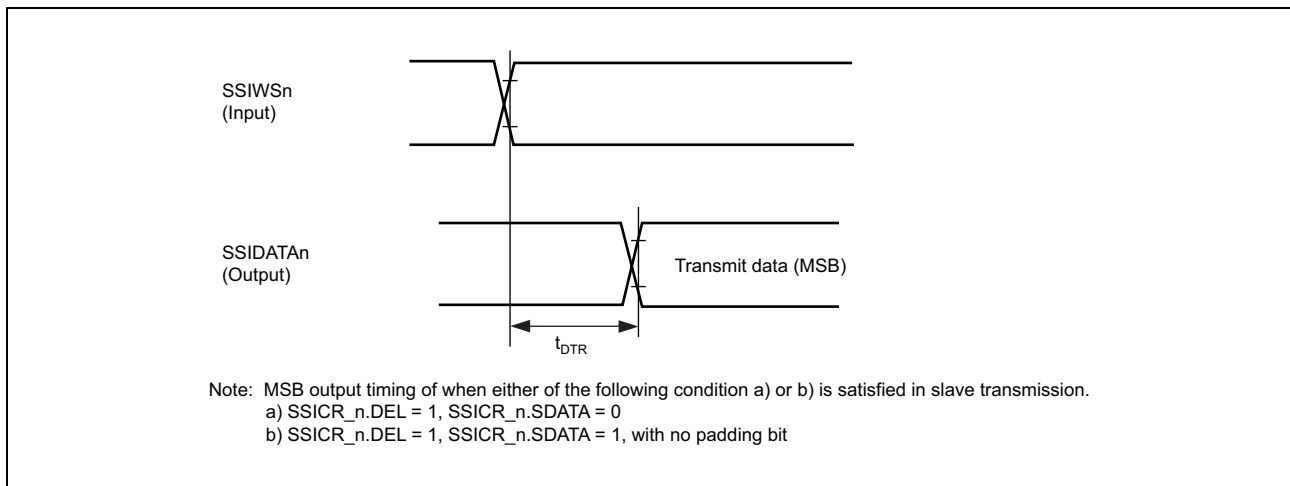 SSIWSn
(Input)
SSIDATAn
(Output)
Transmit data (MSB)
tDTR
Note: MSB output timing of when either of the following condition a) or b) is satisfied in slave transmission.
a) SSICR_n.DEL = 1, SSICR_n.SDATA = 0
b) SSICR_n.DEL = 1, SSICR_n.SDATA = 1, with no padding bit